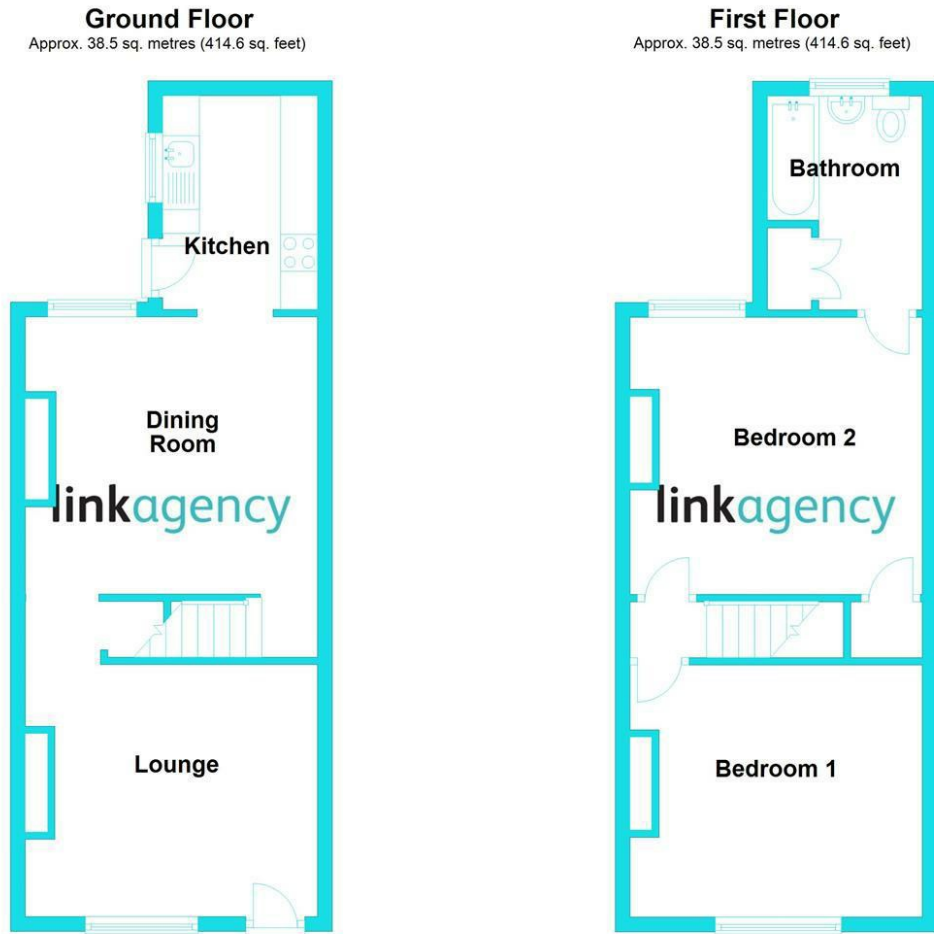 Ground Floor
Approx. 38.5 sq. metres (414.6 sq. feet)
Kitchen
Dining
Room
linkagency
Lounge
First Floor
Approx. 38.5 sq. metres (414.6 sq. feet)
Bathroom
Bedroom 2
linkagency
Bedroom 1